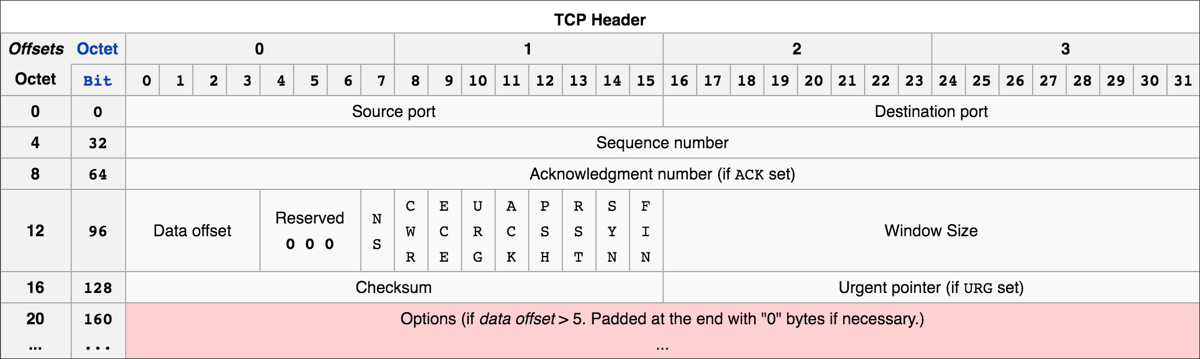 TCP Header
Offsets Octet 0 1 2 3
Octet Bit 0 1 2 3 4 5 6 7 8 9 10 11 12 13 14 15 16 17 18 19 20 21 22 23 24 25 26 27 28 29 30 31
0 0 Source port Destination port
4 32 Sequence number
8 64 Acknowledgment number (if ACK set)
12 96 Data offset Reserved 0 0 0 NS CWR ECE URG ACK PSH RST SYN FIN Window Size
16 128 Checksum Urgent pointer (if URG set)
20 160 Options (if data offset > 5. Padded at the end with "0" bytes if necessary.)
... ... ...